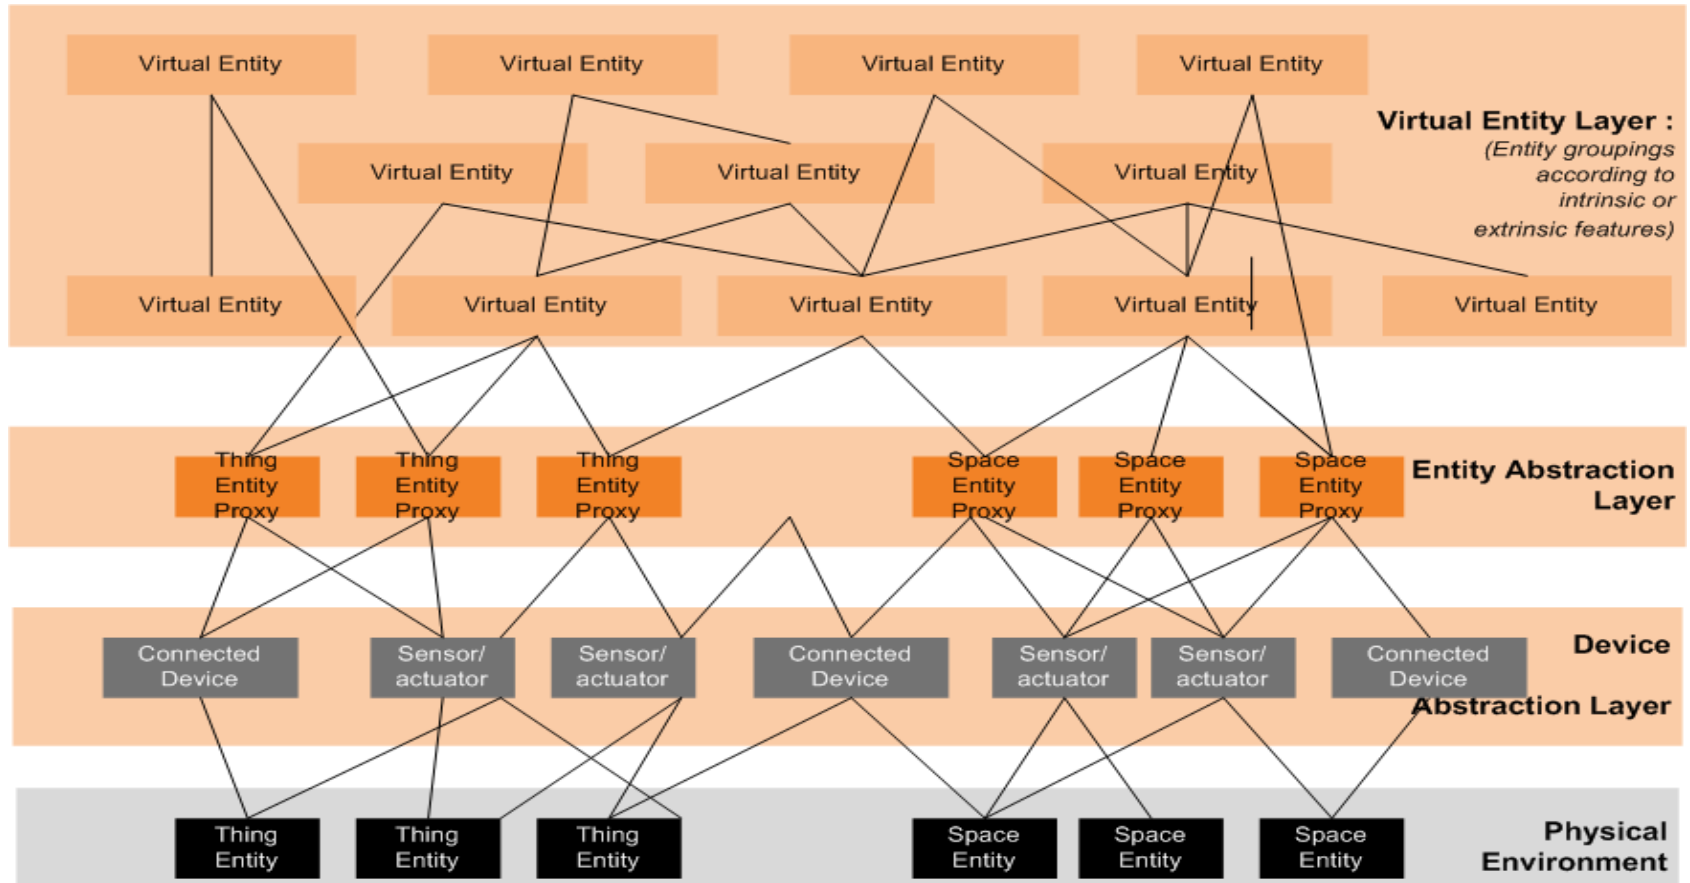 Virtual Entity
Virtual Entity
Virtual Entity
Virtual Entity
Virtual Entity Layer :
(Entity groupings
according to
intrinsic or
extrinsic features)
Virtual Entity
Virtual Entity
Virtual Entity
Virtual Entity
Virtual Entity
Virtual Entity
Virtual Entity
Virtual Entity
Thing
Entity
Proxy
Thing
Entity
Proxy
Thing
Entity
Proxy
Space
Entity
Proxy
Space
Entity
Proxy
Space
Entity
Proxy
Entity Abstraction
Layer
Connected
Device
Sensor/
actuator
Sensor/
actuator
Connected
Device
Sensor/
actuator
Sensor/
actuator
Connected
Device
Device
Abstraction Layer
Thing
Entity
Thing
Entity
Thing
Entity
Space
Entity
Space
Entity
Space
Entity
Physical
Environment